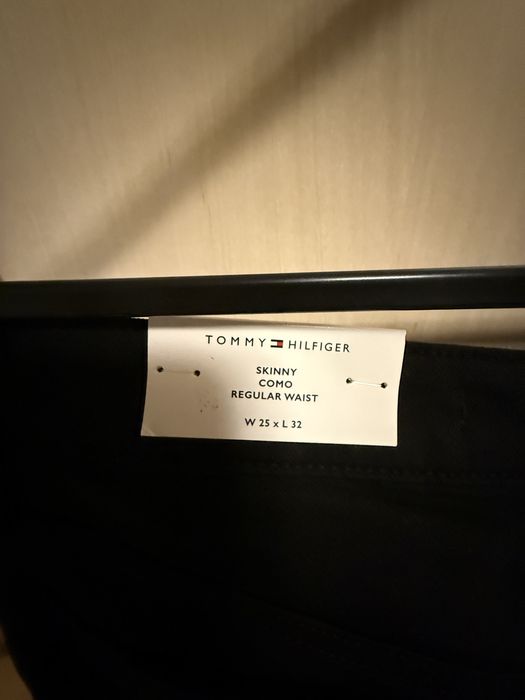 TOMMY HILFIGER
SKINNY
COMO
REGULAR WAIST
W 25 x L 32